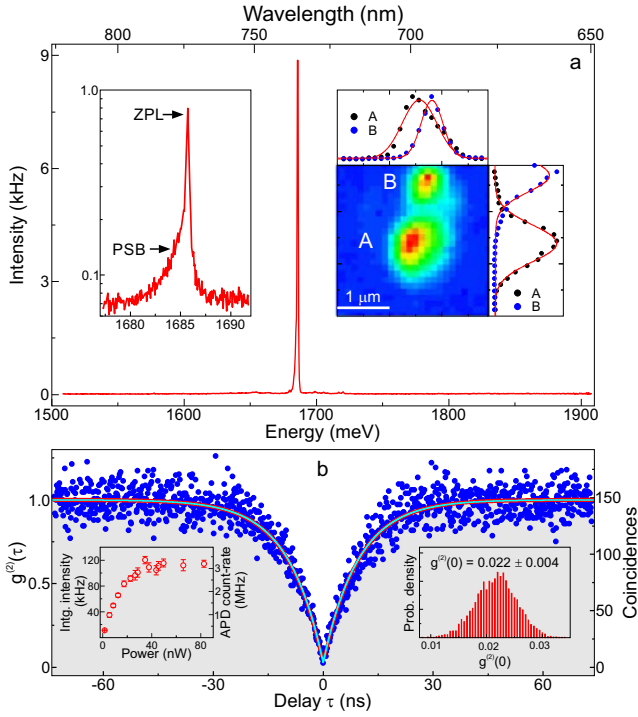 Wavelength (nm)
800 750 700 650
a
Intensity (kHz)
9
6
3
0
1.0
0.1
ZPL
PSB
1680 1685 1690
A
B
B
A
1 μm
A
B
1500 1600 1700 1800 1900
Energy (meV)
b
g(2)(τ)
1.0
0.5
0
Coincidences
150
100
50
0
Intg. Intensity
(kHz)
120
80
40
0 20 40 60 80
Power (nW)
3
2
1
APD count-rate
(MHz)
g(2)(0) = 0.022 ± 0.004
Prob. density
0.01 0.03
g(2)(0)
-60 -30 0 30 60
Delay τ (ns)